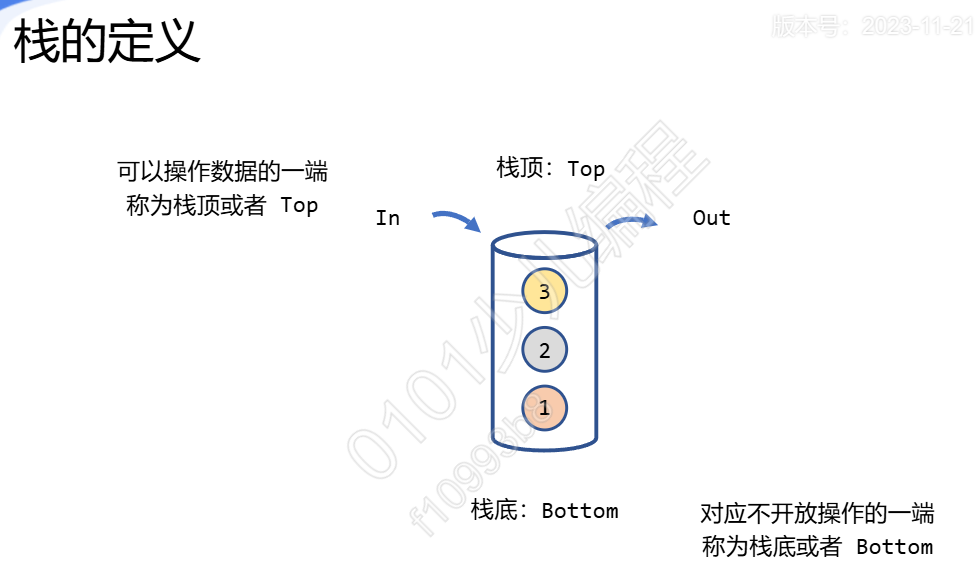 版本号：2023-11-21
栈的定义
可以操作数据的一端
称为栈顶或者 Top
栈顶：Top
In
Out
3
2
1
0101少儿编程
f10993b8
栈底：Bottom
对应不开放操作的一端
称为栈底或者 Bottom